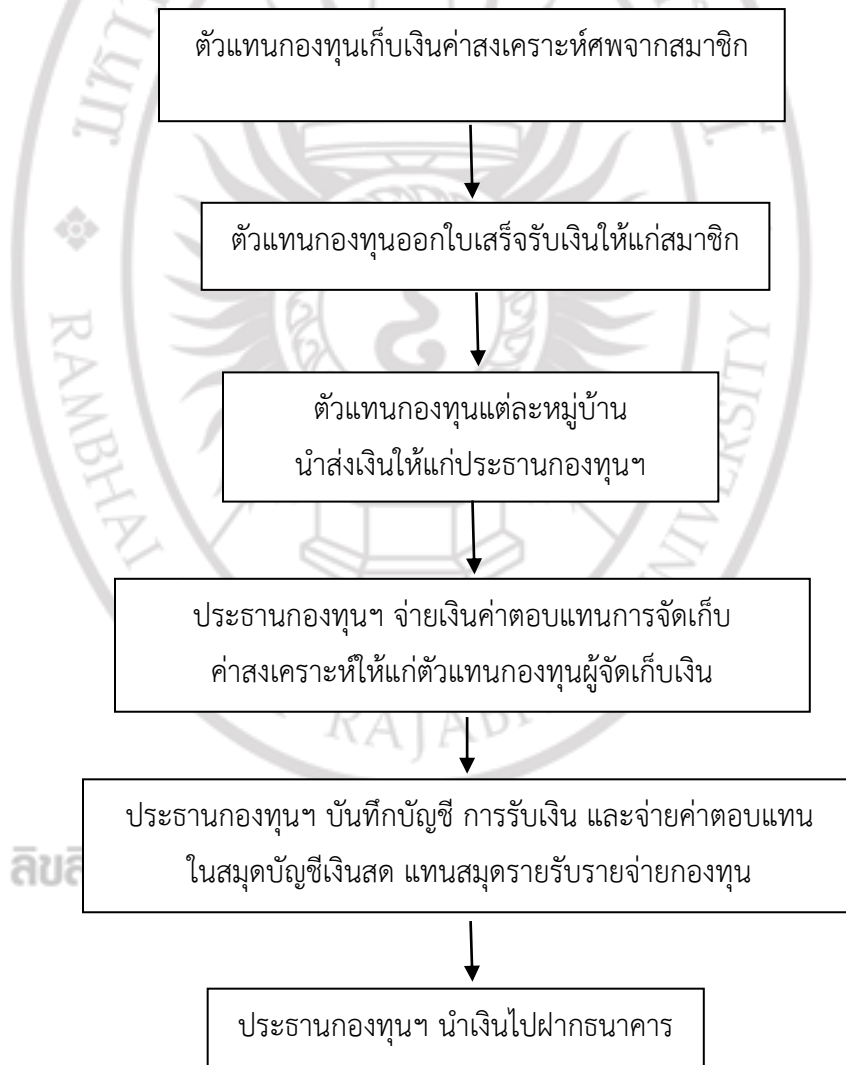 ตัวแทนกองทุนเก็บเงินค่าสงเคราะห์ศพจากสมาชิก
ตัวแทนกองทุนออกใบเสร็จรับเงินให้แก่สมาชิก
ตัวแทนกองทุนแต่ละหมู่บ้าน
นำส่งเงินให้แก่ประธานกองทุนฯ
ประธานกองทุนฯ จ่ายเงินค่าตอบแทนการจัดเก็บ
ค่าสงเคราะห์ให้แก่ตัวแทนกองทุนผู้จัดเก็บเงิน
ประธานกองทุนฯ บันทึกบัญชี การรับเงิน และจ่ายค่าตอบแทน
ในสมุดบัญชีเงินสด แทนสมุดรายรับรายจ่ายกองทุน
ประธานกองทุนฯ นำเงินไปฝากธนาคาร
RAMBHAI